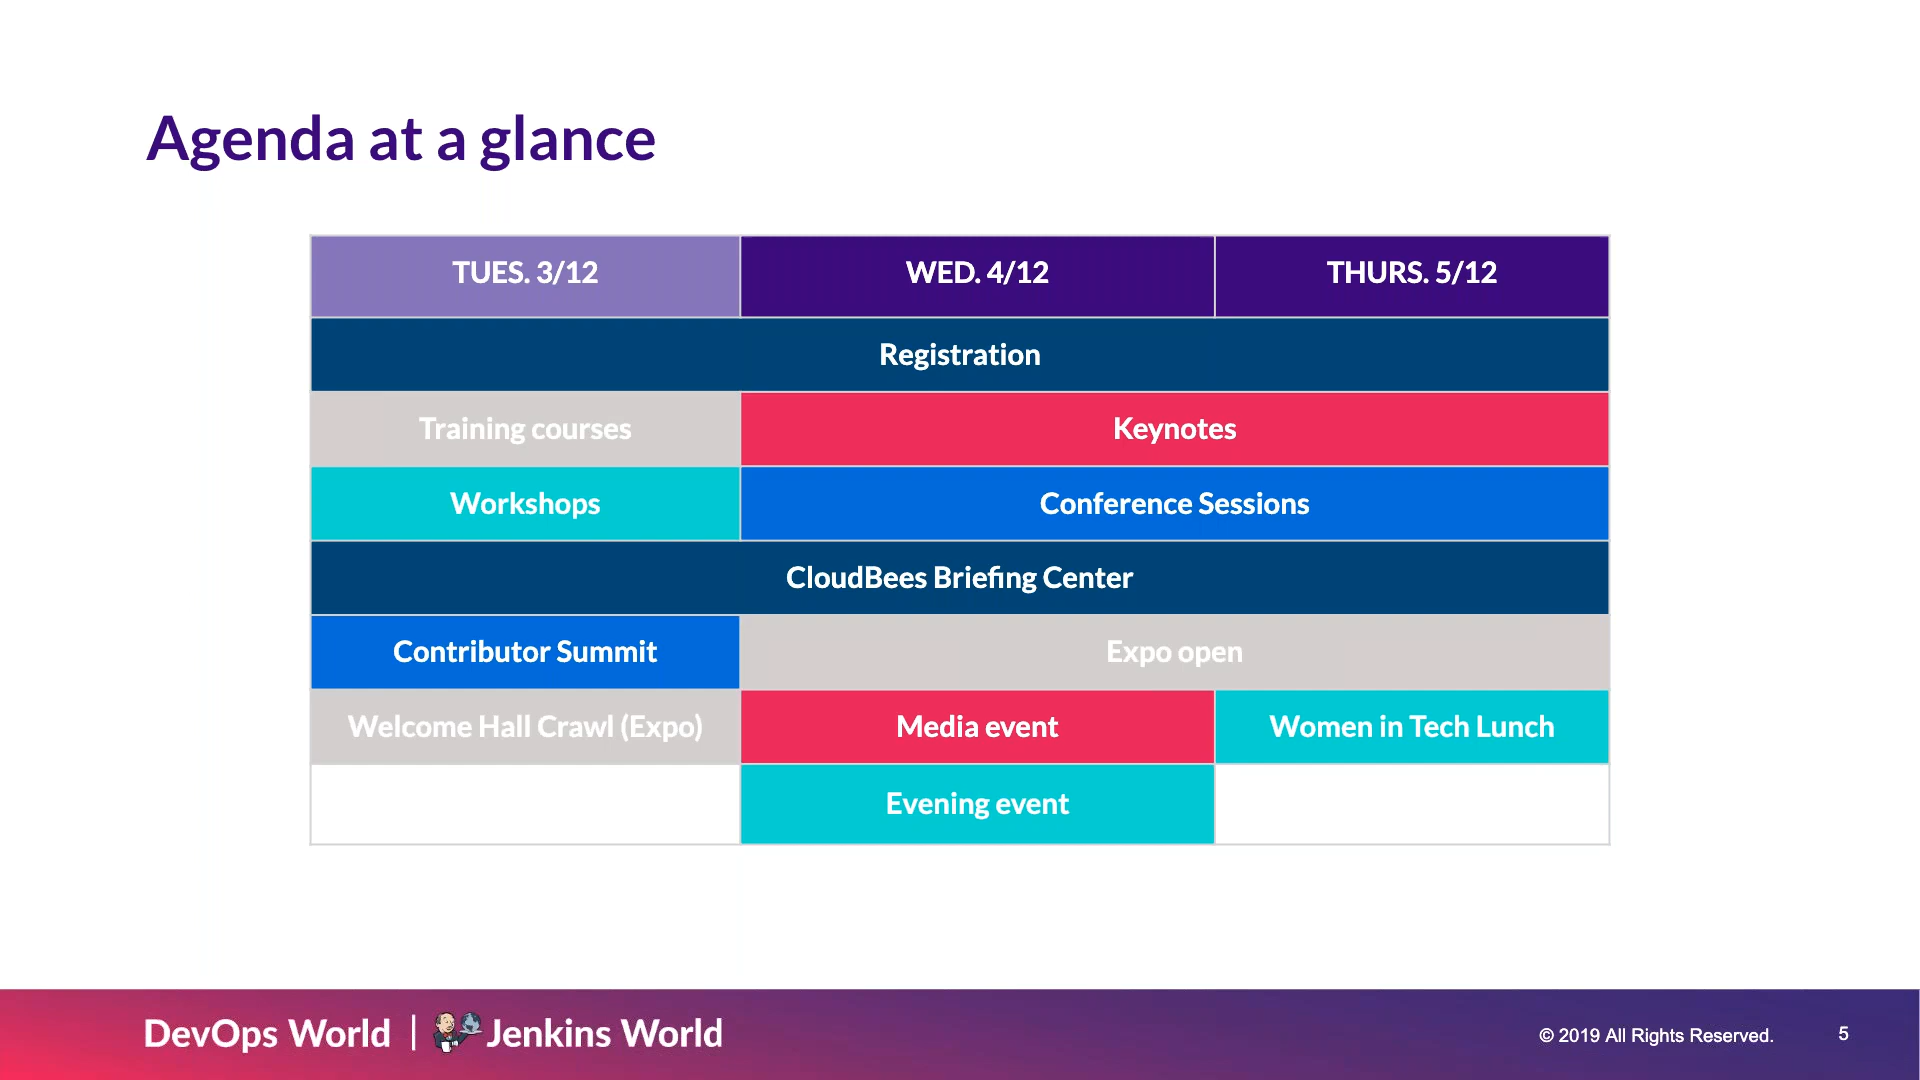 Agenda at a glance
TUES. 3/12
WED. 4/12
THURS. 5/12
Registration
Training courses
Keynotes
Workshops
Conference Sessions
CloudBees Briefing Center
Contributor Summit
Expo open
Welcome Hall Crawl (Expo)
Media event
Women in Tech Lunch
Evening event
DevOps World | Jenkins World
© 2019 All Rights Reserved.
5